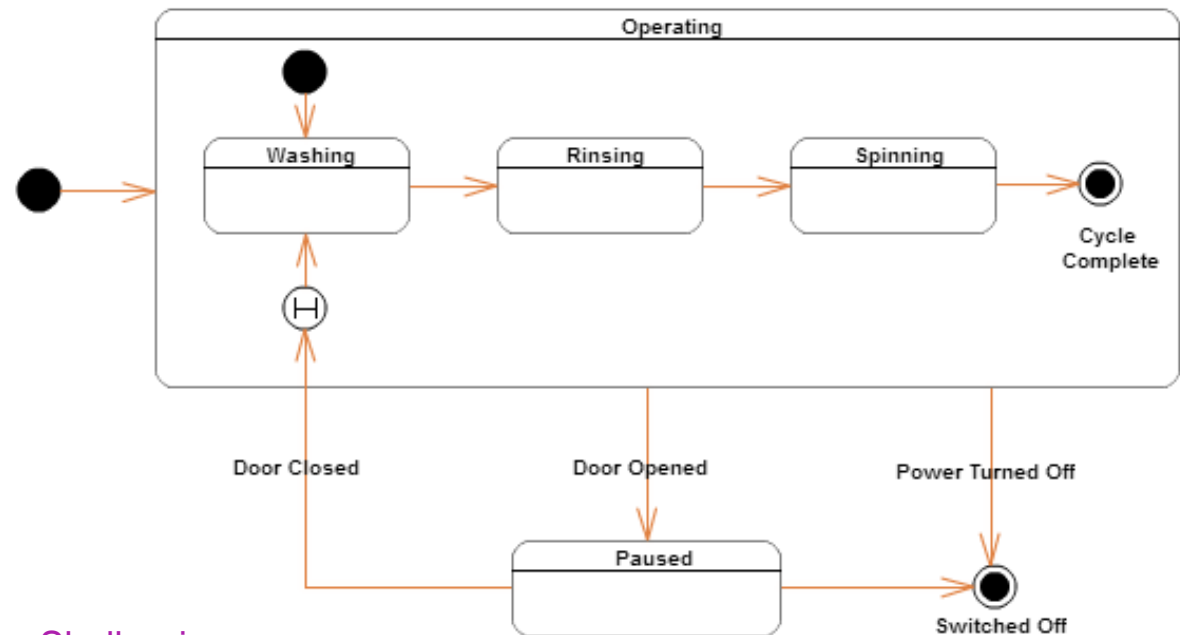 Operating
Washing
Rinsing
Spinning
Cycle
Complete
H
Door Closed
Door Opened
Power Turned Off
Paused
Switched Off